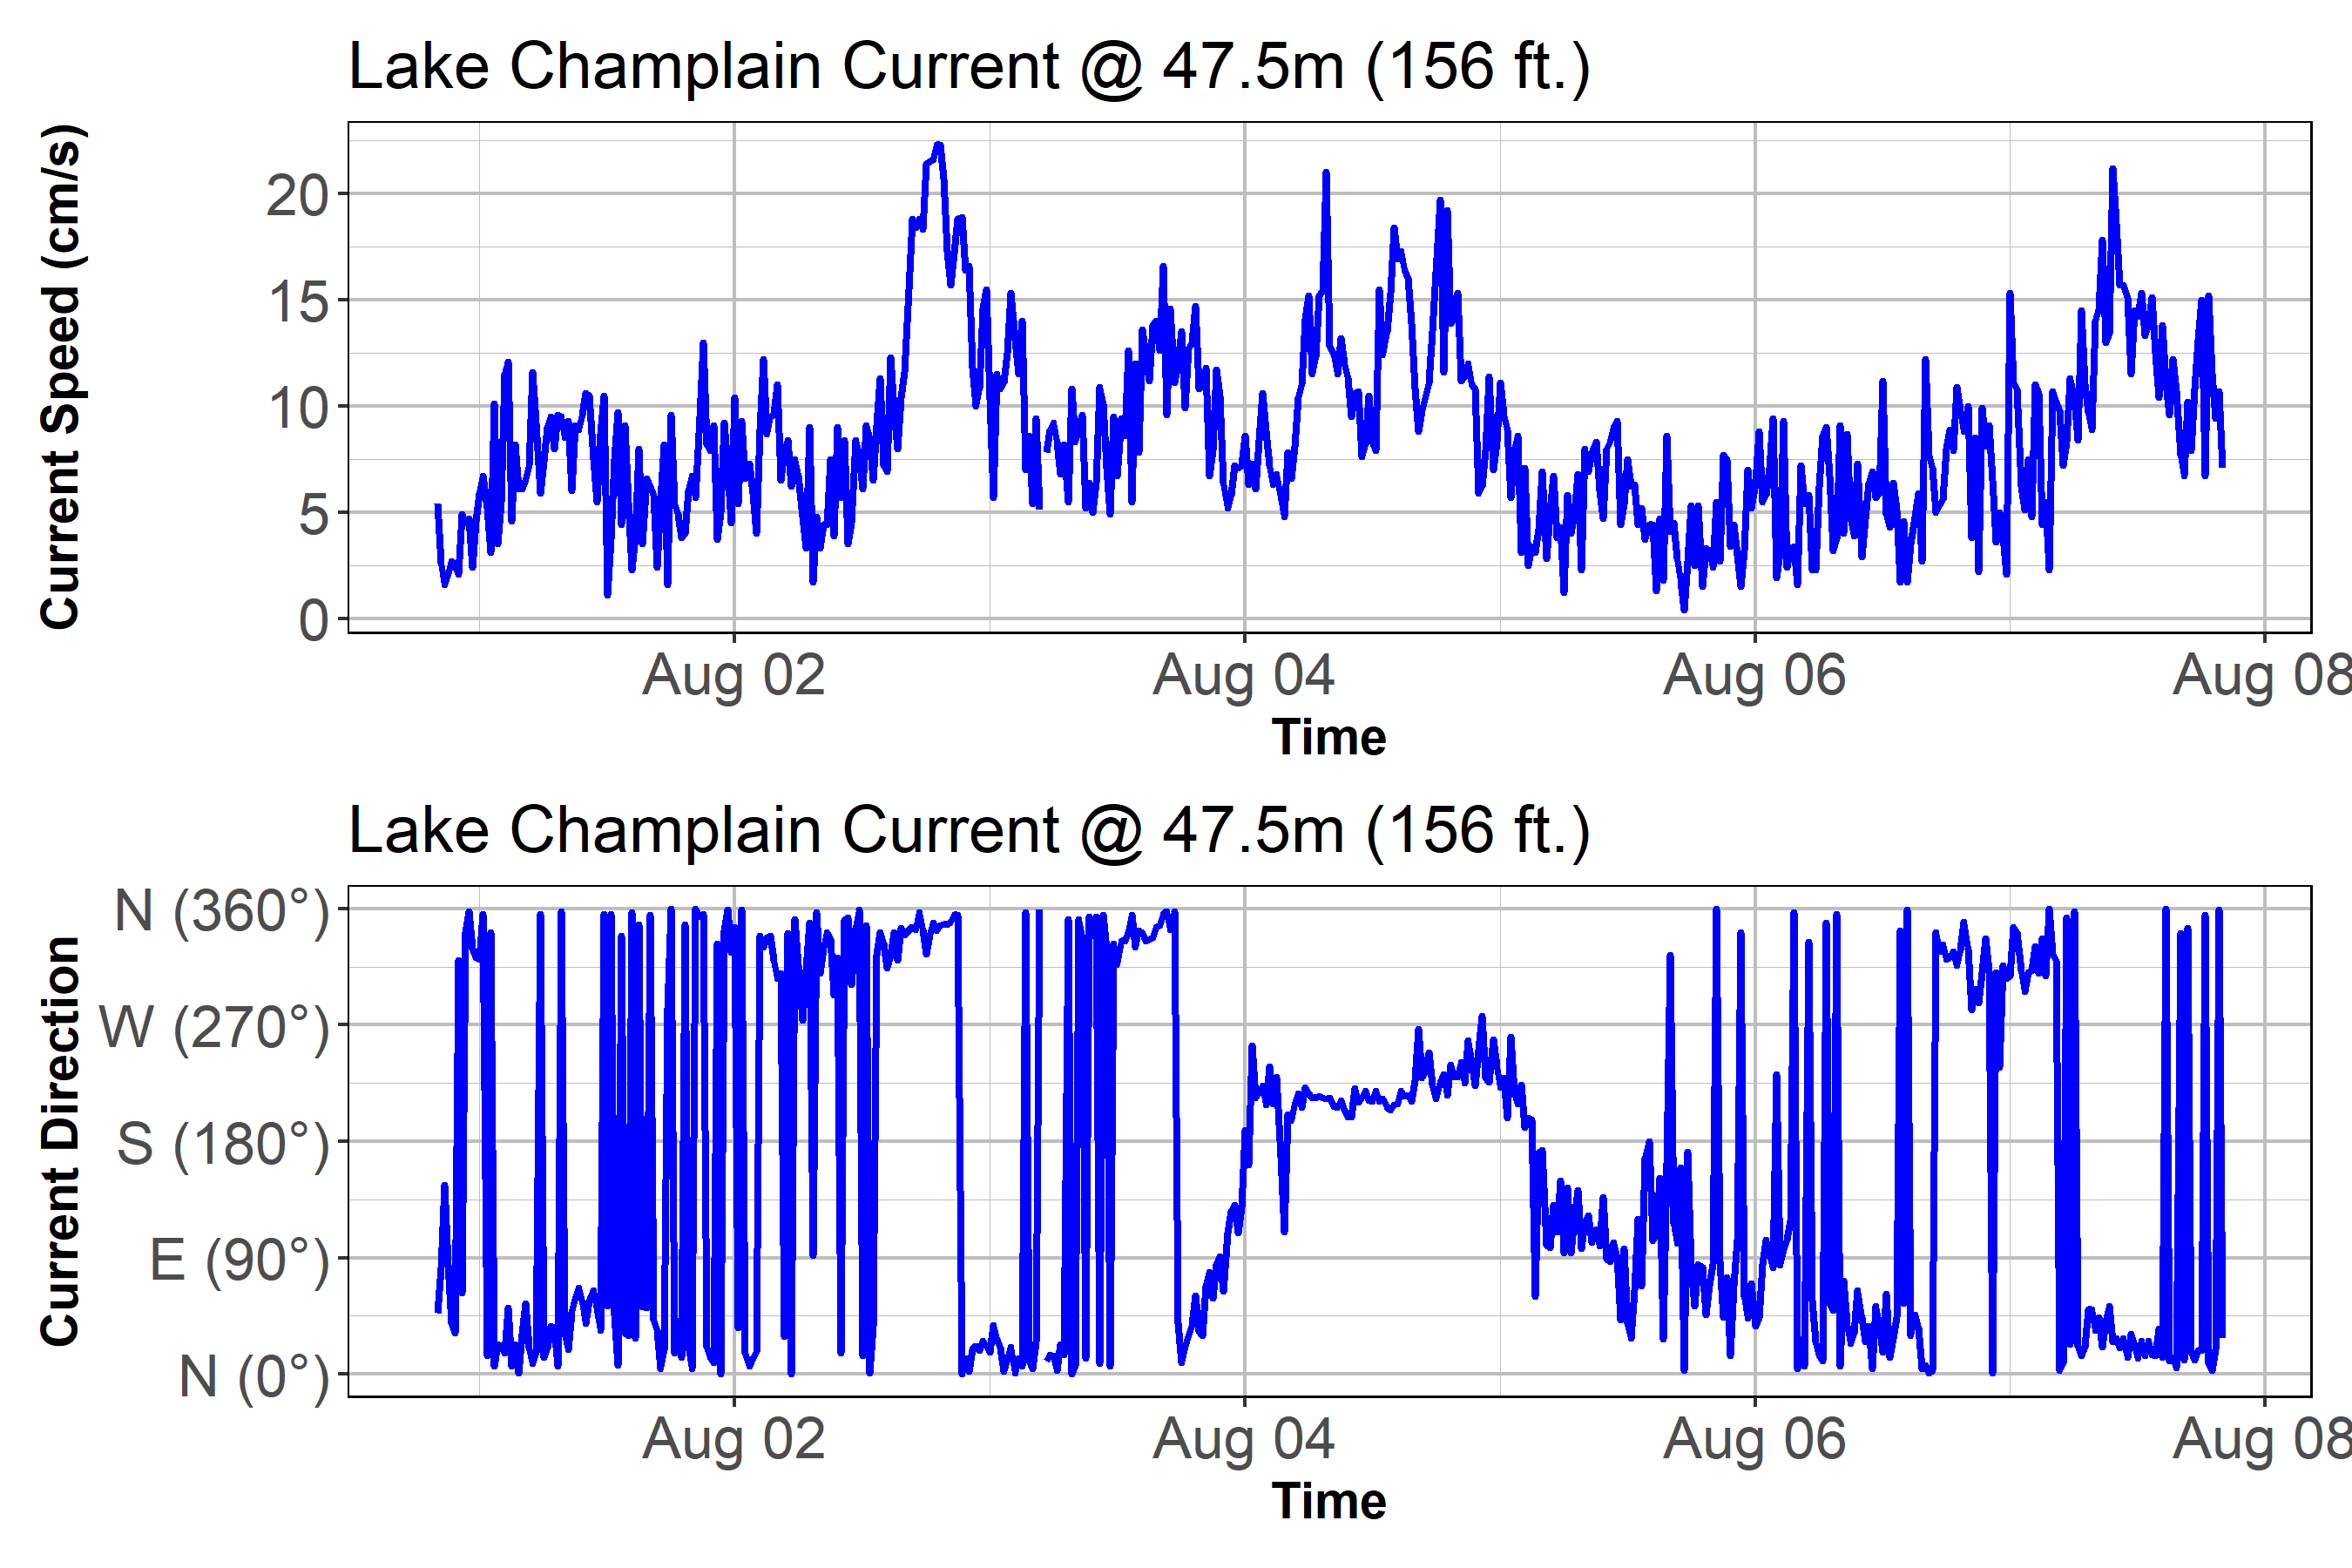 Lake Champlain Current @ 47.5m (156 ft.)
Current Speed (cm/s)
20
15
10
5
0
Aug 02
Aug 04
Aug 06
Aug 08
Time
Lake Champlain Current @ 47.5m (156 ft.)
Current Direction
N (360°)
W (270°)
S (180°)
E (90°)
N (0°)
Aug 02
Aug 04
Aug 06
Aug 08
Time